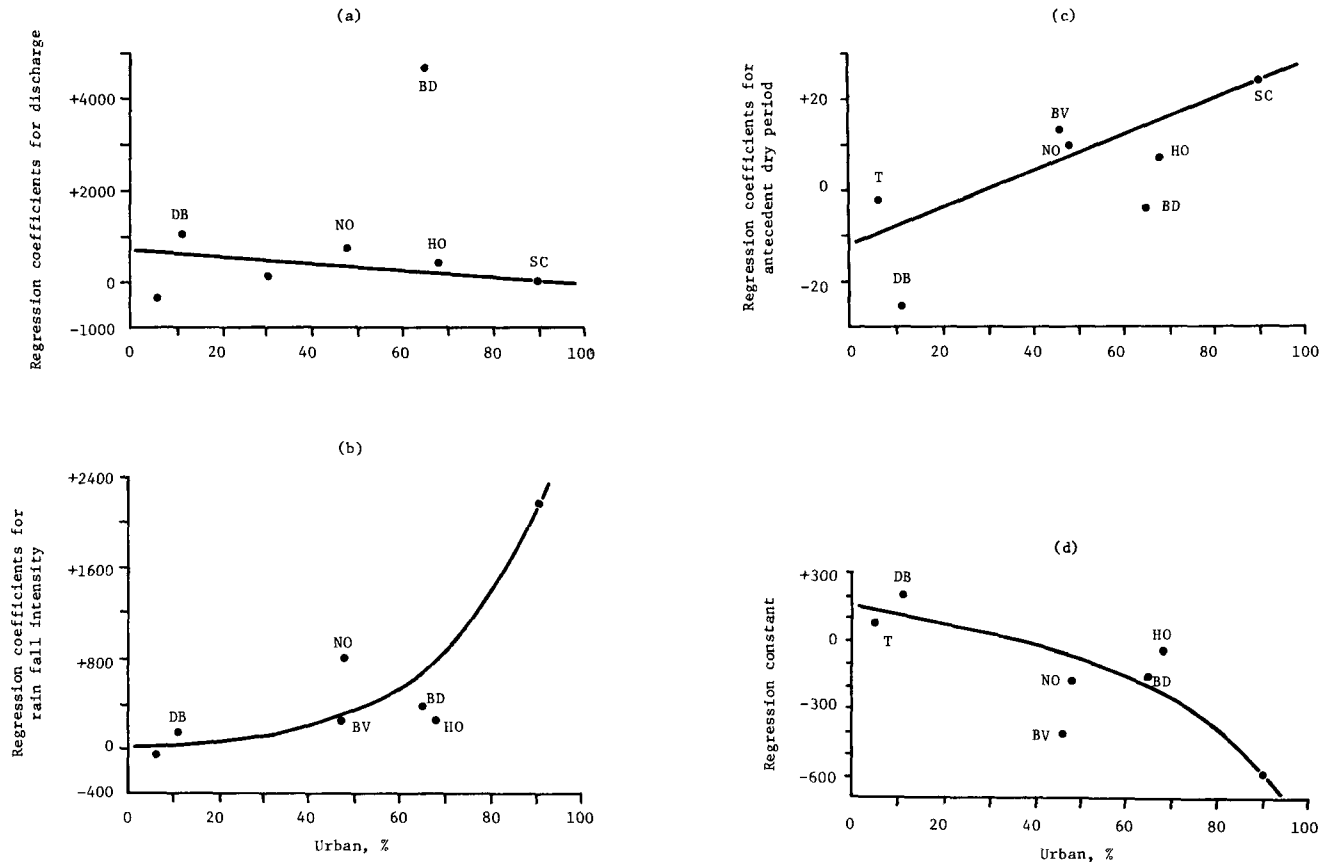 (a)
Regression coefficients for discharge
+4000
+2000
0
-1000
BD
DB
NO
HO
SC
0 20 40 60 80 100
(c)
Regression coefficients for
antecedent dry period
+20
0
-20
T
DB
BV
NO
HO
BD
SC
0 20 40 60 80 100
(b)
Regression coefficients for
rain fall intensity
+2400
+1600
+800
0
-400
DB
NO
BV
BD
HO
0 20 40 60 80 100
Urban, %
(d)
Regression constant
+300
0
-300
-600
DB
T
HO
NO
BD
BV
0 20 40 60 80 100
Urban, %